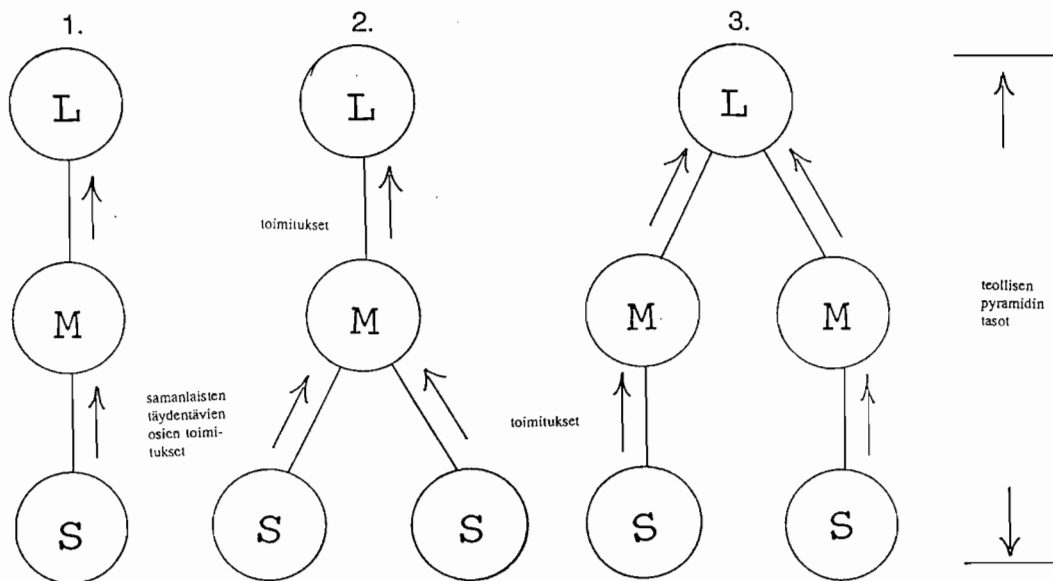 1.
2.
3.
L
L
L
toimitukset
M
M
M
M
teollisen
pyramidin
tasot
samanlaisten
täydentävien
osien toimi-
tukset
toimitukset
S
S
S
S
S